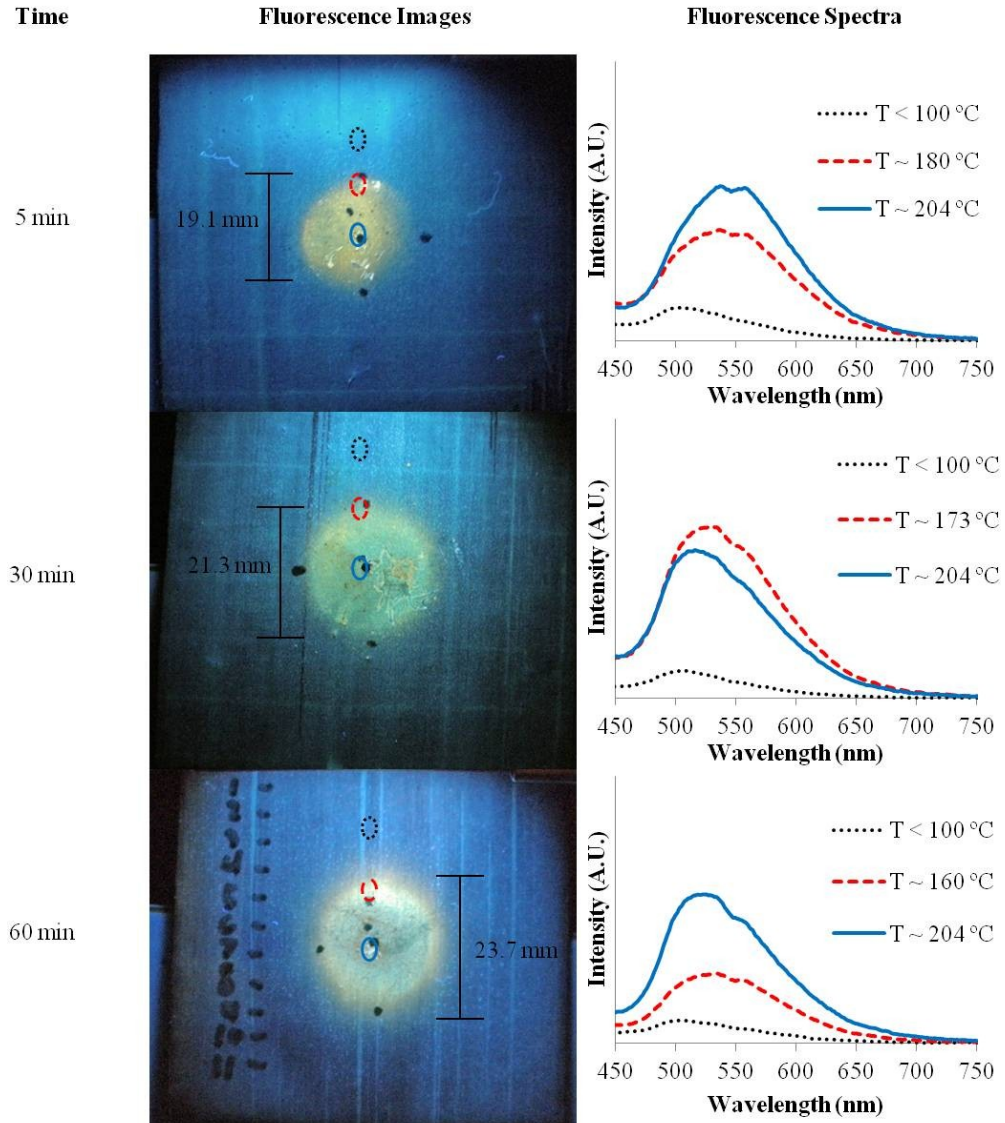 Time Fluorescence Images Fluorescence Spectra
5 min
19.1 mm
Intensity (A.U.)
T < 100 °C
T ~ 180 °C
T ~ 204 °C
450 500 550 600 650 700 750
Wavelength (nm)
30 min
21.3 mm
Intensity (A.U.)
T < 100 °C
T ~ 173 °C
T ~ 204 °C
450 500 550 600 650 700 750
Wavelength (nm)
60 min
23.7 mm
Intensity (A.U.)
T < 100 °C
T ~ 160 °C
T ~ 204 °C
450 500 550 600 650 700 750
Wavelength (nm)